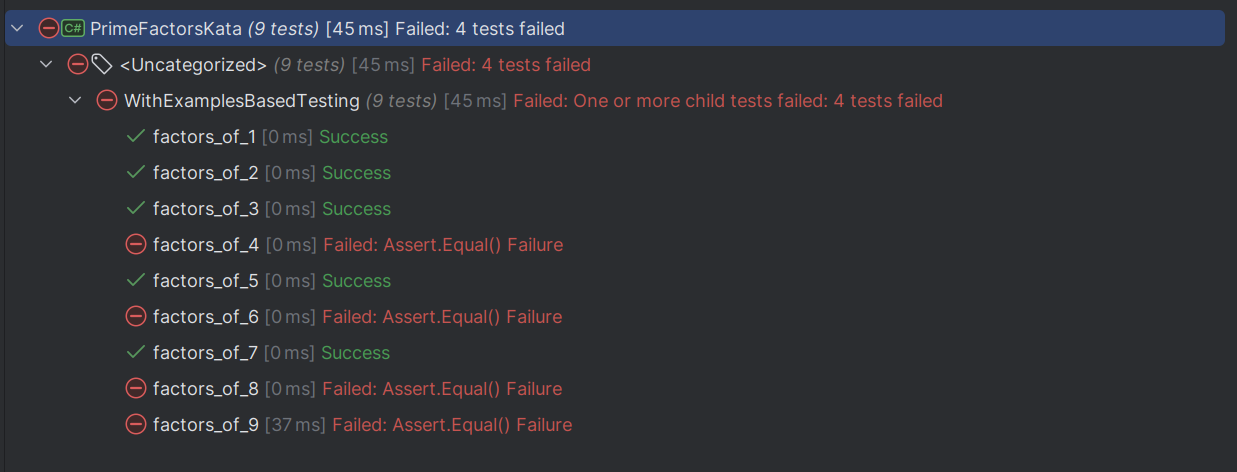 C# PrimeFactorsKata (9 tests) [45 ms] Failed: 4 tests failed
<Uncategorized> (9 tests) [45 ms] Failed: 4 tests failed
WithExamplesBasedTesting (9 tests) [45 ms] Failed: One or more child tests failed: 4 tests failed
factors_of_1 [0 ms] Success
factors_of_2 [0 ms] Success
factors_of_3 [0 ms] Success
factors_of_4 [0 ms] Failed: Assert.Equal() Failure
factors_of_5 [0 ms] Success
factors_of_6 [0 ms] Failed: Assert.Equal() Failure
factors_of_7 [0 ms] Success
factors_of_8 [0 ms] Failed: Assert.Equal() Failure
factors_of_9 [37 ms] Failed: Assert.Equal() Failure